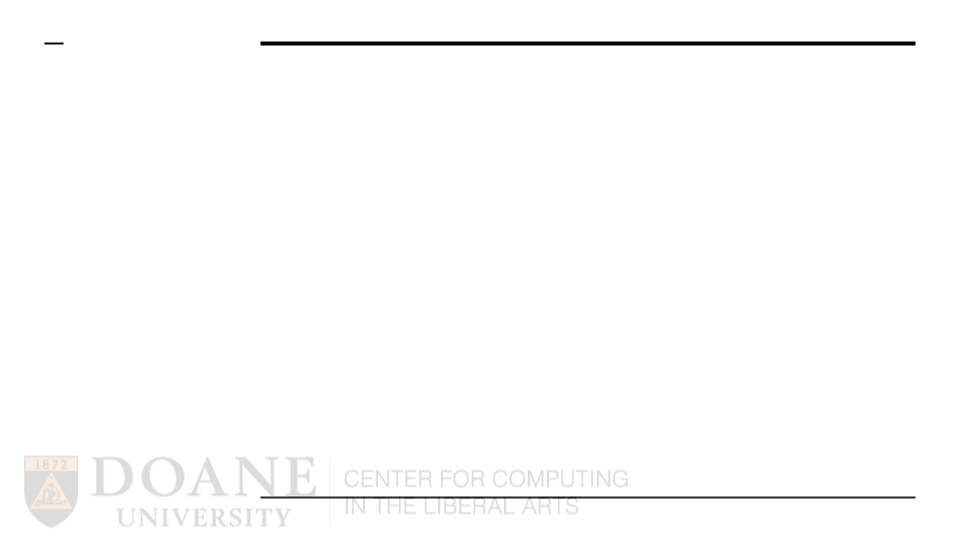 1872
DOANE
UNIVERSITY
CENTER FOR COMPUTING
IN THE LIBERAL ARTS